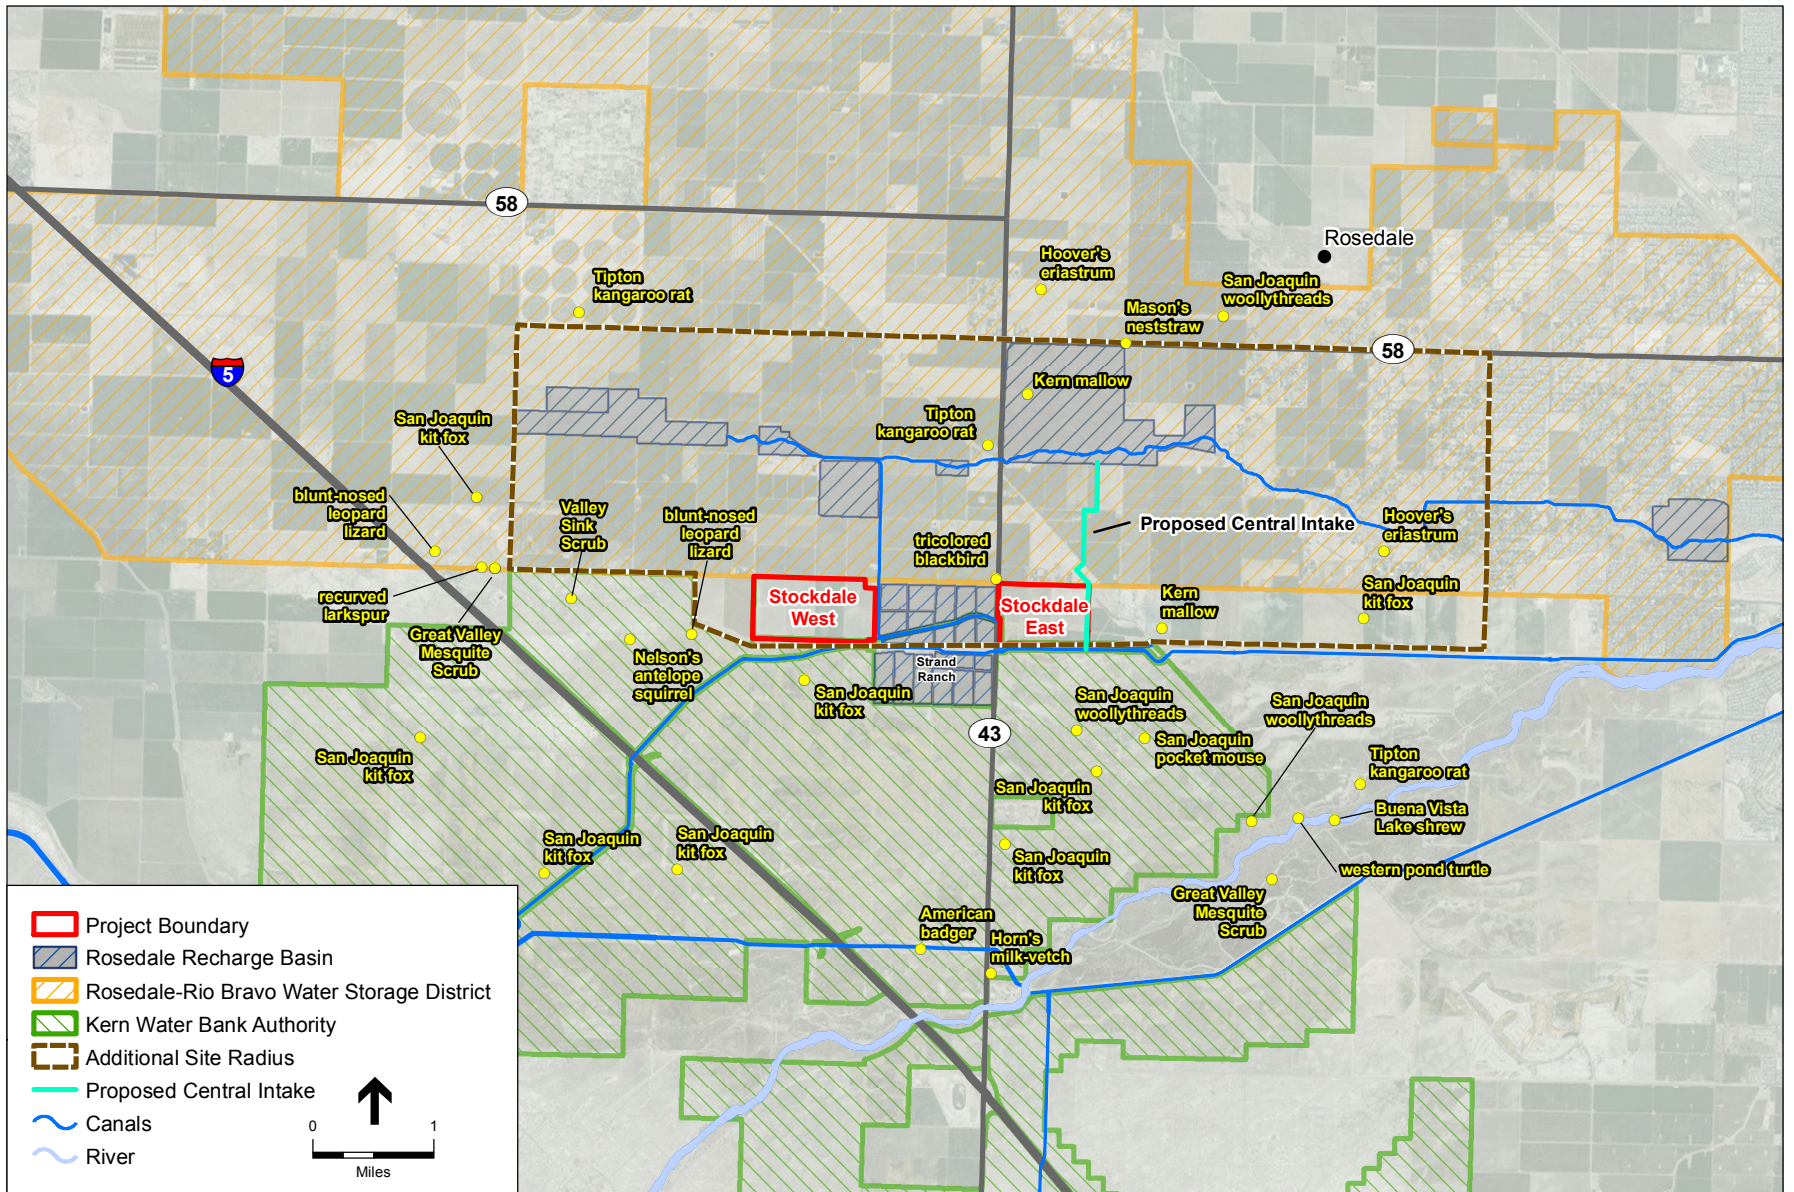 58
Rosedale
Hoover's
eriastrum
Tipton
kangaroo rat
San Joaquin
woollythreads
Mason's
neststraw
58
5
Kern mallow
San Joaquin
kit fox
Tipton
kangaroo rat
blunt-nosed
leopard
lizard
Valley
Sink
Scrub
blunt-nosed
leopard
lizard
Proposed Central Intake
Hoover's
eriastrum
tricolored
blackbird
recurved
larkspur
Stockdale
West
Stockdale
East
Kern
mallow
San Joaquin
kit fox
Great Valley
Mesquite
Scrub
Nelson's
antelope
squirrel
Strand
Ranch
San Joaquin
kit fox
San Joaquin
woollythreads
San Joaquin
woollythreads
43
San Joaquin
pocket mouse
San Joaquin
kit fox
Tipton
kangaroo rat
San Joaquin
kit fox
Buena Vista
Lake shrew
San Joaquin
kit fox
San Joaquin
kit fox
San Joaquin
kit fox
western pond turtle
Great Valley
Mesquite
Scrub
American
badger
Horn's
milk-vetch
Project Boundary
Rosedale Recharge Basin
Rosedale-Rio Bravo Water Storage District
Kern Water Bank Authority
Additional Site Radius
Proposed Central Intake
Canals
River
0 1
Miles